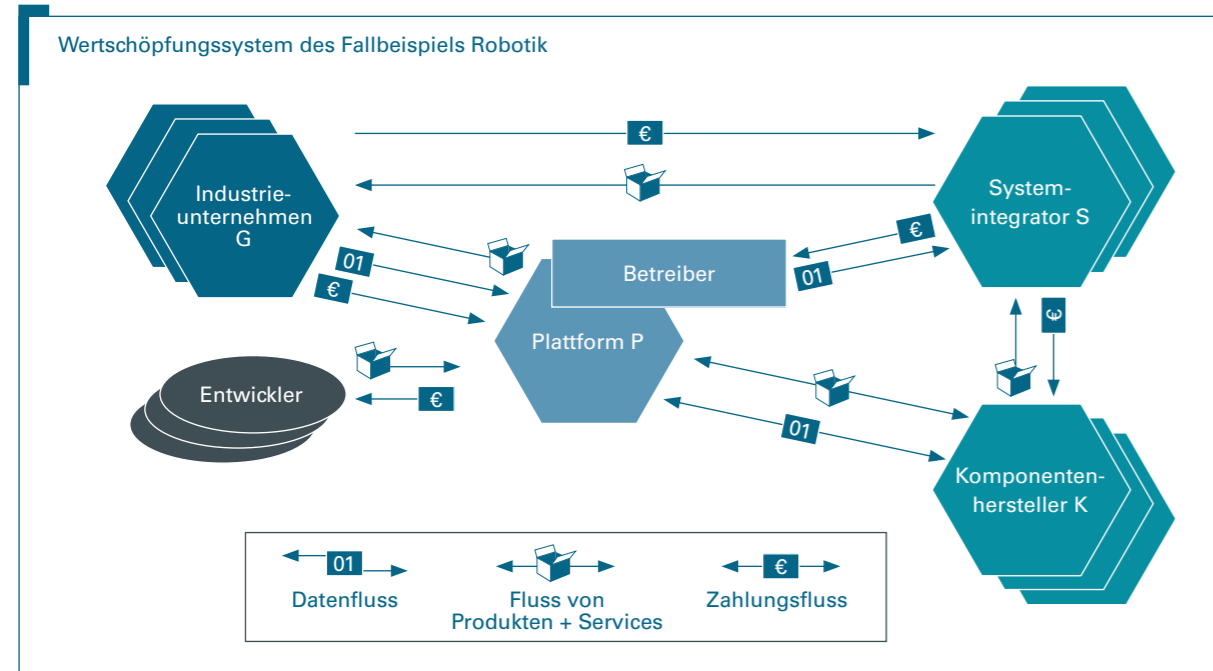 Wertschöpfungssystem des Fallbeispiels Robotik
€
Industrie-
unternehmen
G
System-
integrator S
€
01
01
€
Betreiber
Plattform P
€
Entwickler
€
01
Komponenten-
hersteller K
01
€
Datenfluss
Fluss von
Produkten + Services
Zahlungsfluss